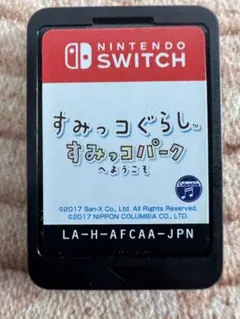 NINTENDO
SWITCH
すみっコぐらし
すみっコパーク
へようこそ
Columbia
©2017 San-X Co., Ltd. All Rights Reserved.
©2017 NIPPON COLUMBIA CO., LTD.
LA-H-AFCAA-JPN